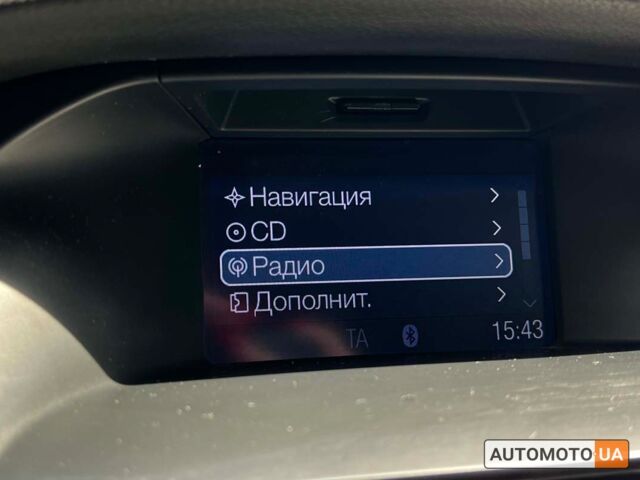 Навигация
CD
Радио
Дополнит.
TA 15:43
AUTOMOTO.UA